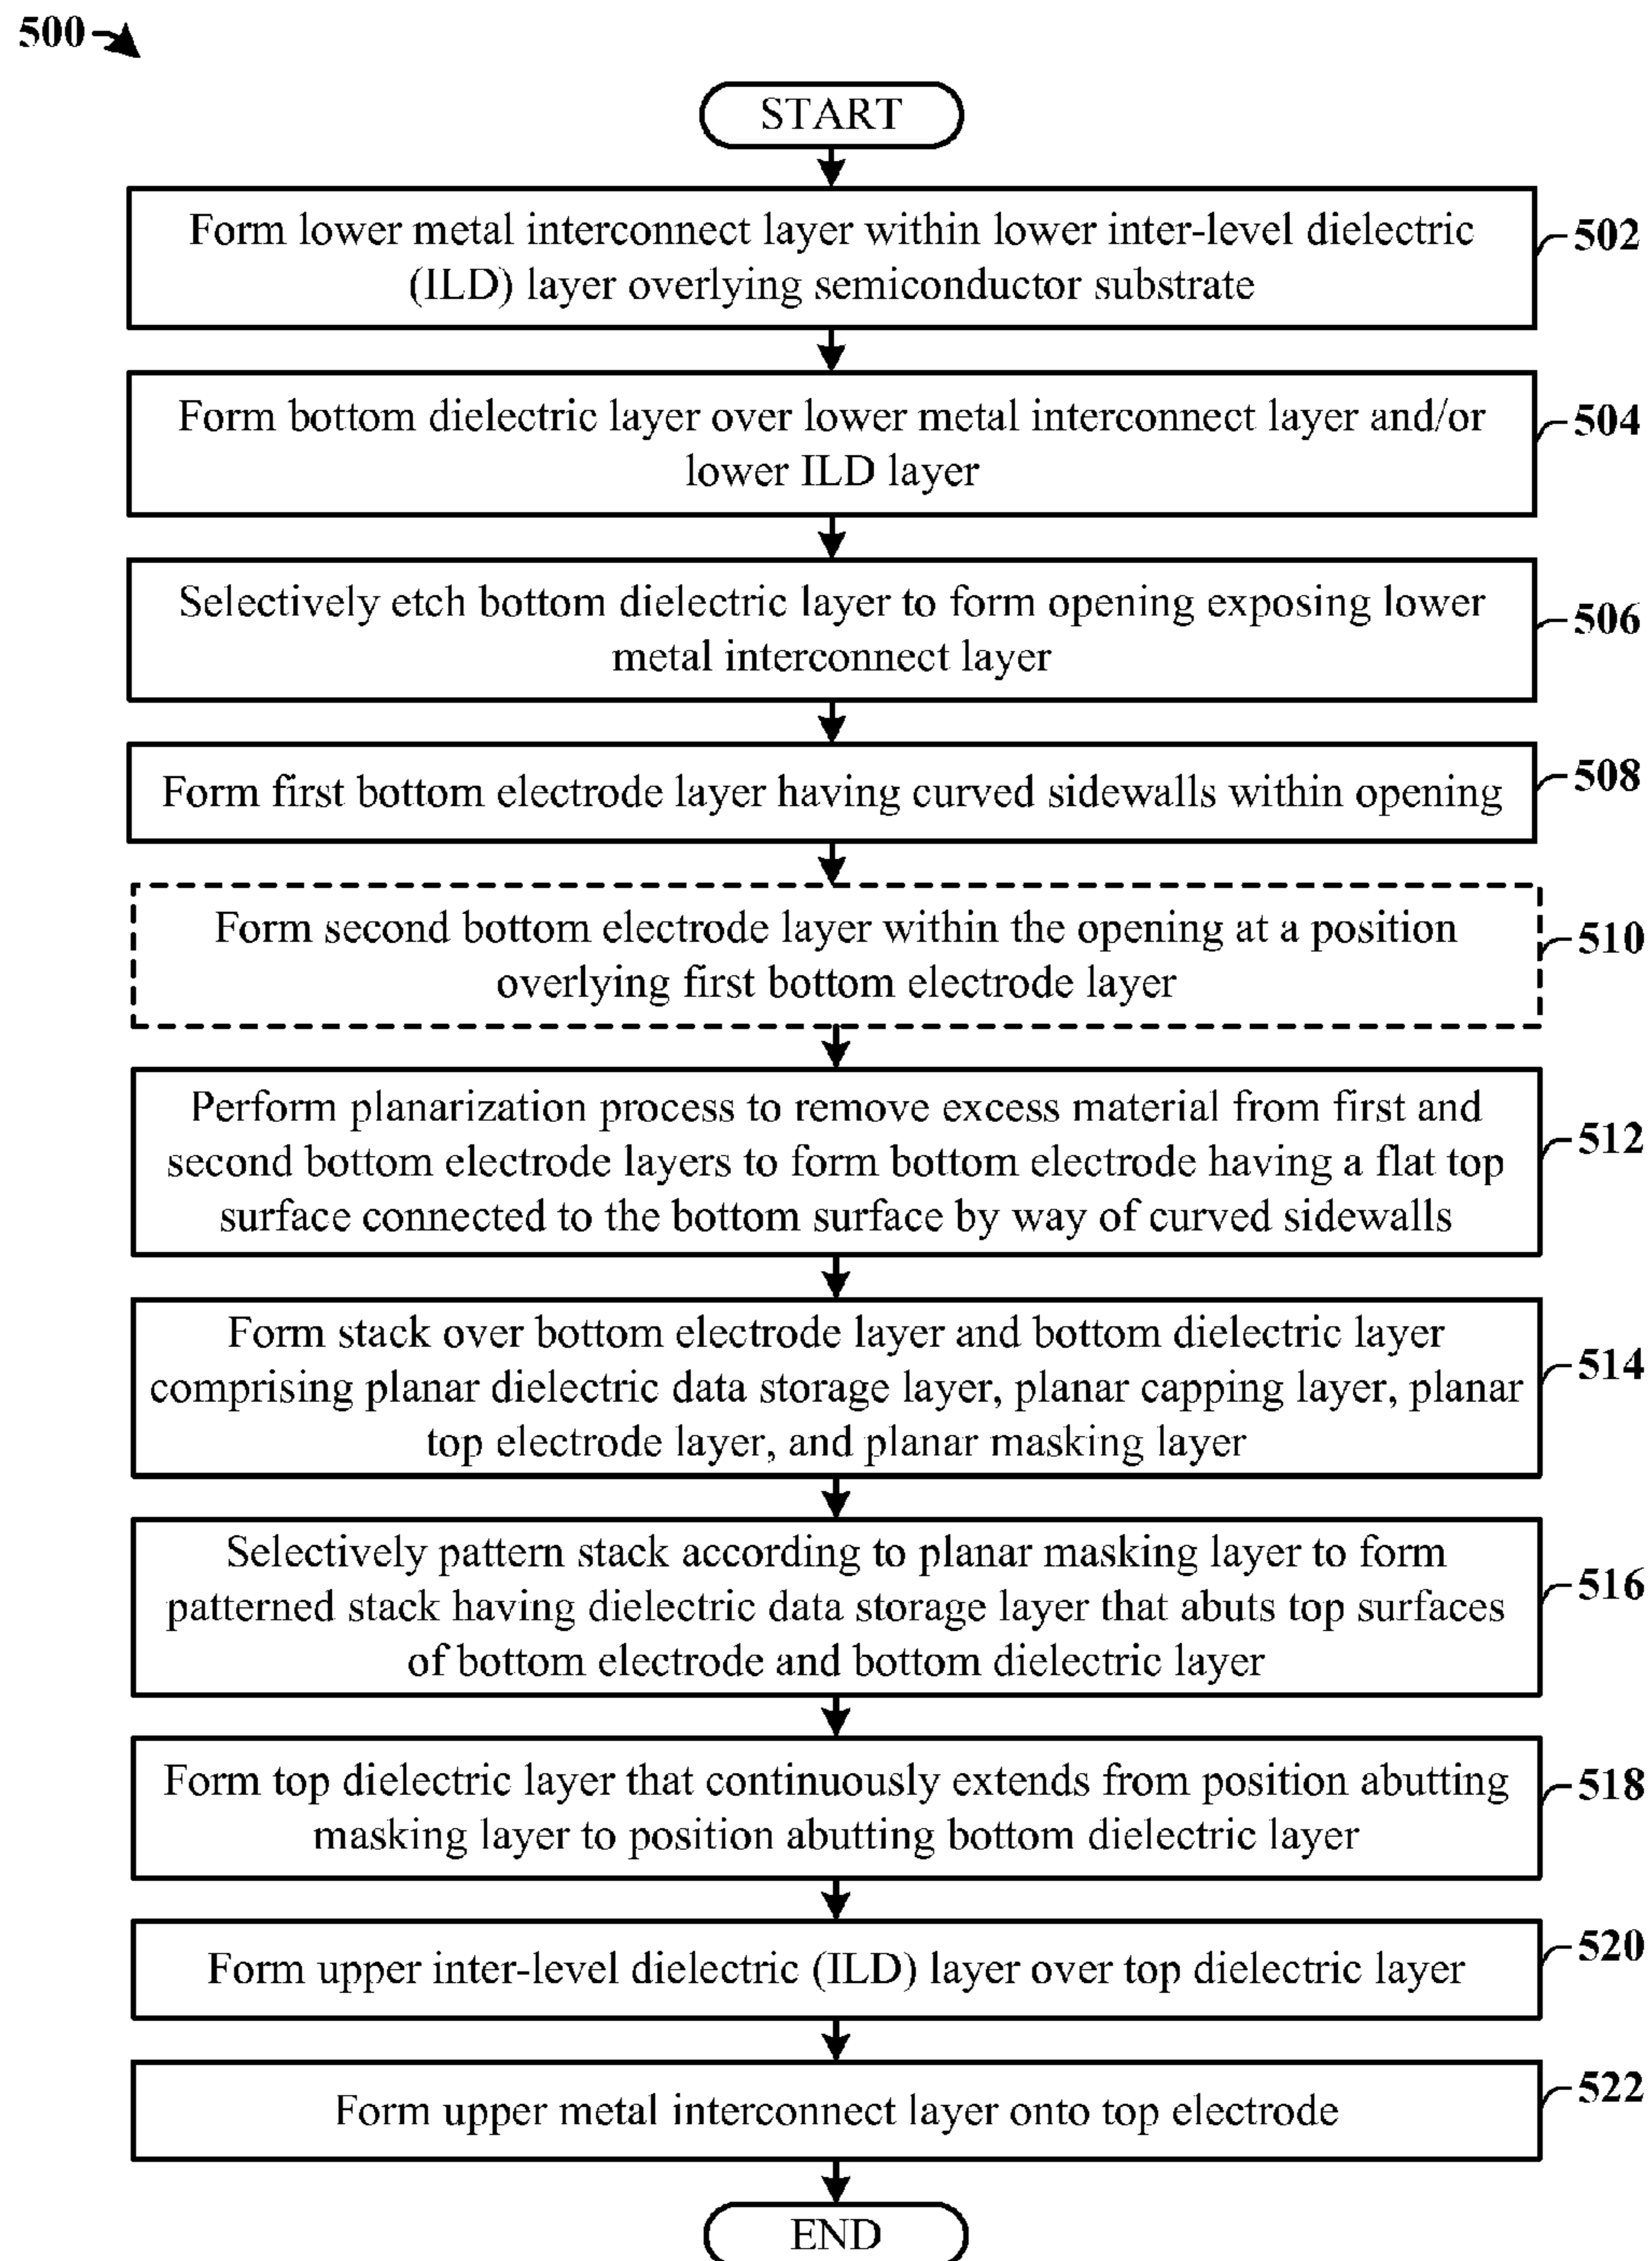 500
START
Form lower metal interconnect layer within lower inter-level dielectric
(ILD) layer overlying semiconductor substrate
502
Form bottom dielectric layer over lower metal interconnect layer and/or
lower ILD layer
504
Selectively etch bottom dielectric layer to form opening exposing lower
metal interconnect layer
506
Form first bottom electrode layer having curved sidewalls within opening
508
Form second bottom electrode layer within the opening at a position
overlying first bottom electrode layer
510
Perform planarization process to remove excess material from first and
second bottom electrode layers to form bottom electrode having a flat top
surface connected to the bottom surface by way of curved sidewalls
512
Form stack over bottom electrode layer and bottom dielectric layer
comprising planar dielectric data storage layer, planar capping layer, planar
top electrode layer, and planar masking layer
514
Selectively pattern stack according to planar masking layer to form
patterned stack having dielectric data storage layer that abuts top surfaces
of bottom electrode and bottom dielectric layer
516
Form top dielectric layer that continuously extends from position abutting
masking layer to position abutting bottom dielectric layer
518
Form upper inter-level dielectric (ILD) layer over top dielectric layer
520
Form upper metal interconnect layer onto top electrode
522
END